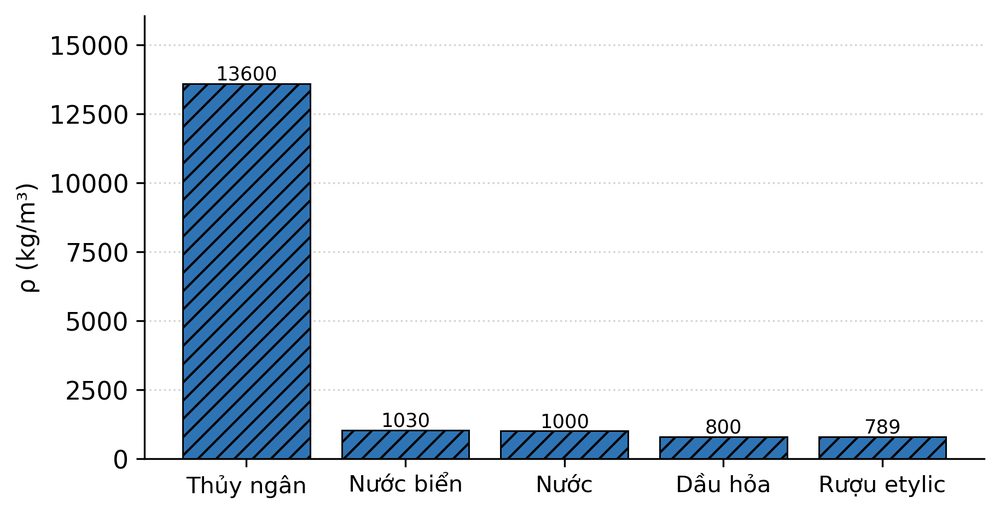 ρ (kg/m³)
15000
12500
10000
7500
5000
2500
0
13600
1030
1000
800
789
Thủy ngân
Nước biển
Nước
Dầu hỏa
Rượu etylic